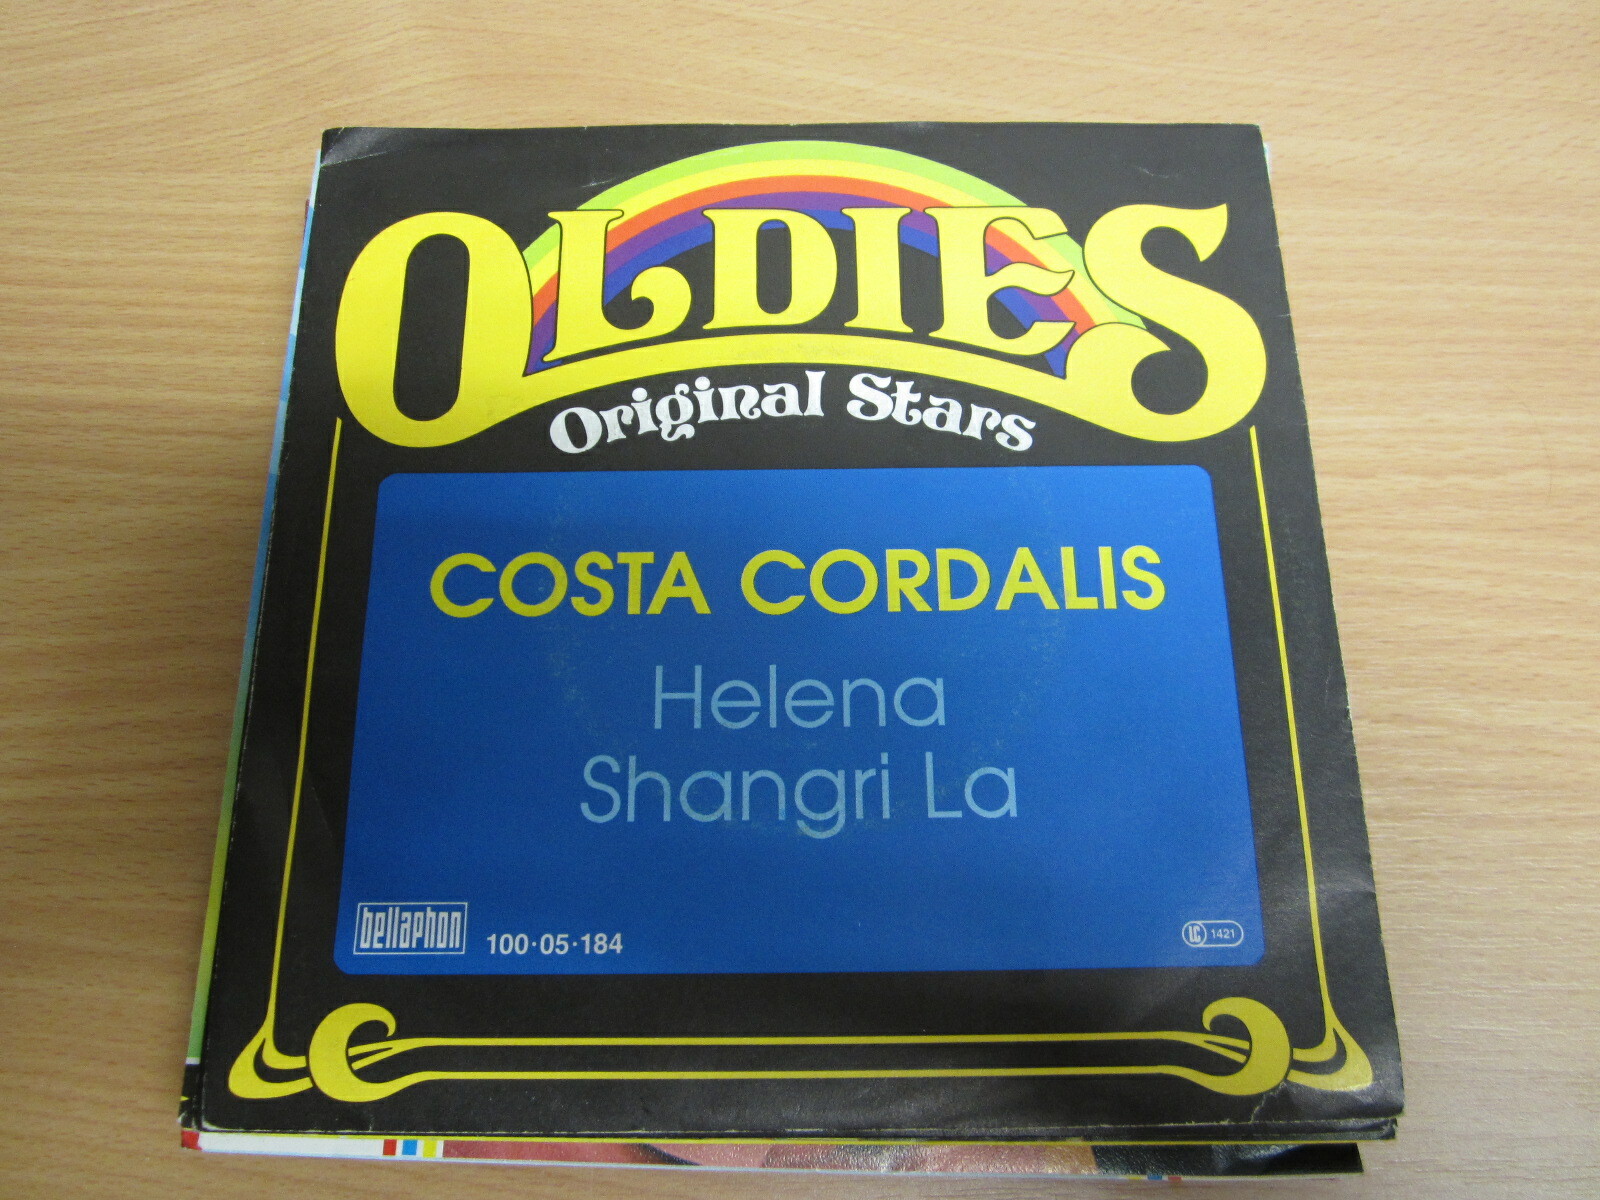 OLDIES
Original Stars
COSTA CORDALIS
Helena
Shangri La
bellaphon 100·05·184 LC 1421